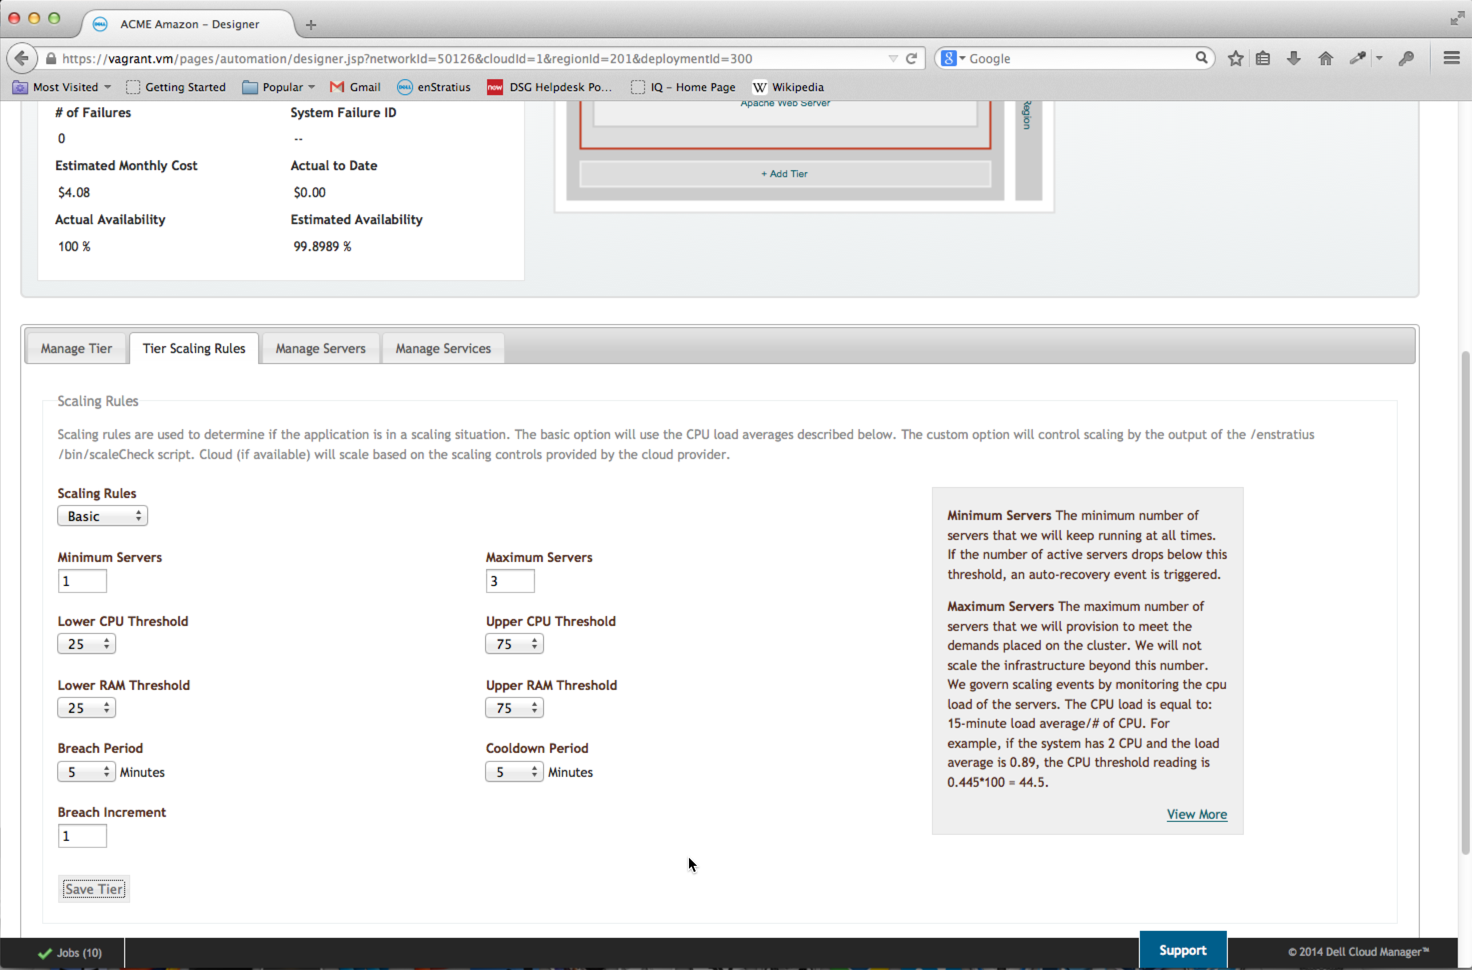 ACME Amazon – Designer
https://vagrant.vm/pages/automation/designer.jsp?networkId=50126&cloudId=1&regionId=201&deploymentId=300
Google
Most Visited
Getting Started
Popular
Gmail
enStratius
DSG Helpdesk Po...
IQ – Home Page
Wikipedia
# of Failures
System Failure ID
0
--
Estimated Monthly Cost
Actual to Date
$4.08
$0.00
Actual Availability
Estimated Availability
100 %
99.8989 %
Apache Web Server
+ Add Tier
Region
Manage Tier
Tier Scaling Rules
Manage Servers
Manage Services
Scaling Rules
Scaling rules are used to determine if the application is in a scaling situation. The basic option will use the CPU load averages described below. The custom option will control scaling by the output of the /enstratius
/bin/scaleCheck script. Cloud (if available) will scale based on the scaling controls provided by the cloud provider.
Scaling Rules
Basic
Minimum Servers
Maximum Servers
1
3
Lower CPU Threshold
Upper CPU Threshold
25
75
Lower RAM Threshold
Upper RAM Threshold
25
75
Breach Period
Cooldown Period
5 Minutes
5 Minutes
Breach Increment
1
Save Tier
Minimum Servers The minimum number of
servers that we will keep running at all times.
If the number of active servers drops below this
threshold, an auto-recovery event is triggered.
Maximum Servers The maximum number of
servers that we will provision to meet the
demands placed on the cluster. We will not
scale the infrastructure beyond this number.
We govern scaling events by monitoring the cpu
load of the servers. The CPU load is equal to:
15-minute load average/# of CPU. For
example, if the system has 2 CPU and the load
average is 0.89, the CPU threshold reading is
0.445*100 = 44.5.
View More
Jobs (10)
Support
© 2014 Dell Cloud Manager™